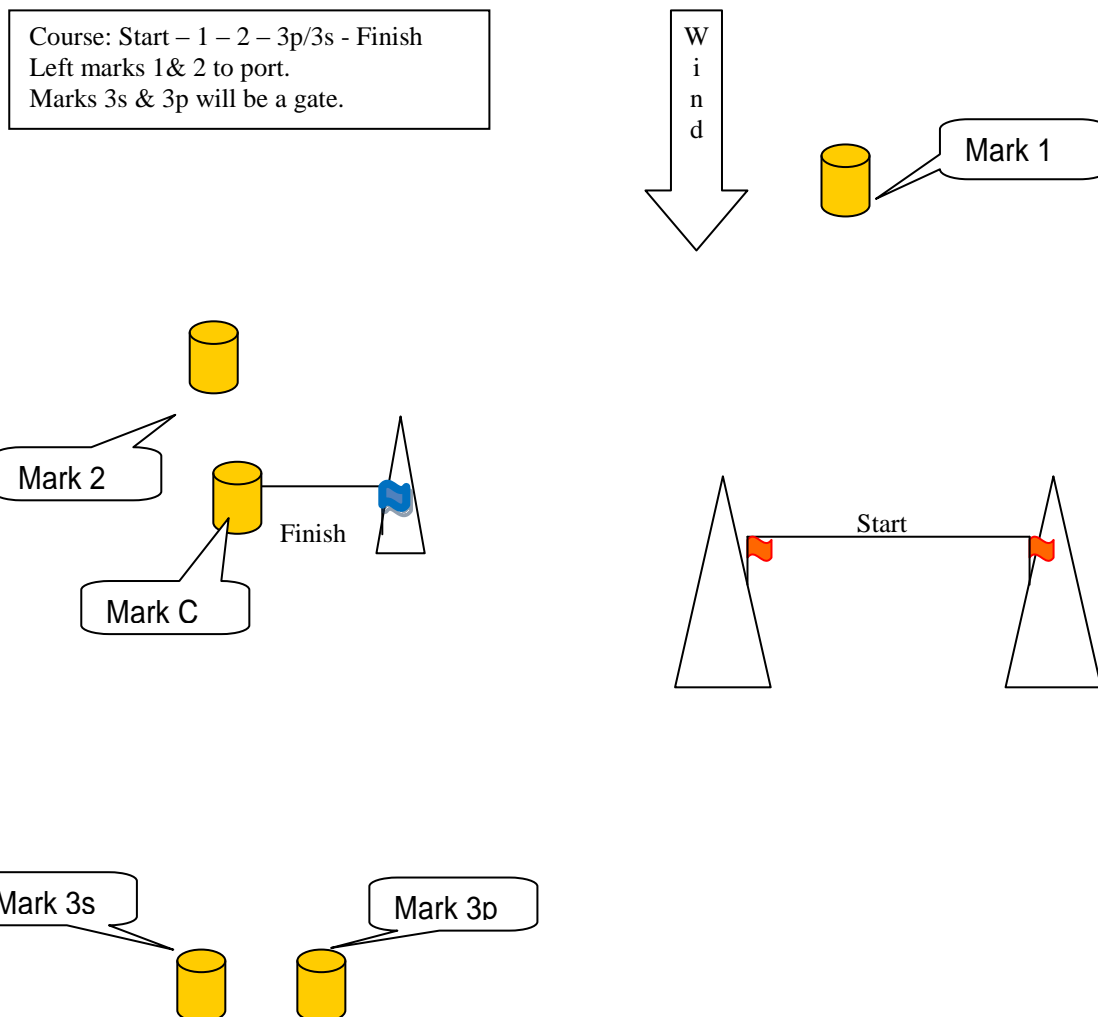 Course: Start – 1 – 2 – 3p/3s - Finish
Left marks 1& 2 to port.
Marks 3s & 3p will be a gate.
W
i
n
d
Mark 1
Mark 2
Start
Finish
Mark C
Mark 3s
Mark 3p